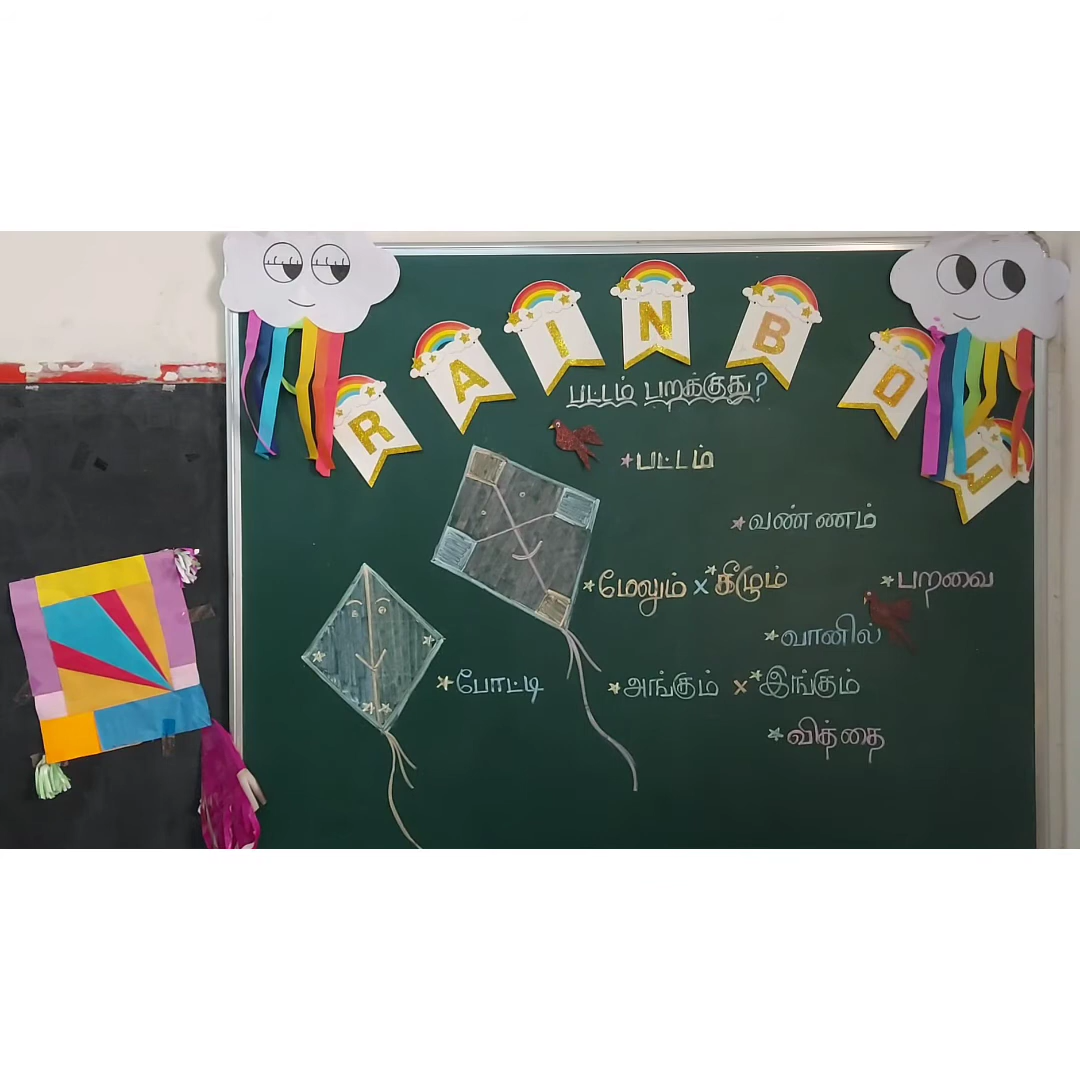 RAINBOW
பட்டம் பறக்குது?
*பட்டம்
*வண்ணம்
*மேலும் x *கீழும்
*பறவை
*வானில்
*போட்டி
*அங்கும் x *இங்கும்
*வித்தை